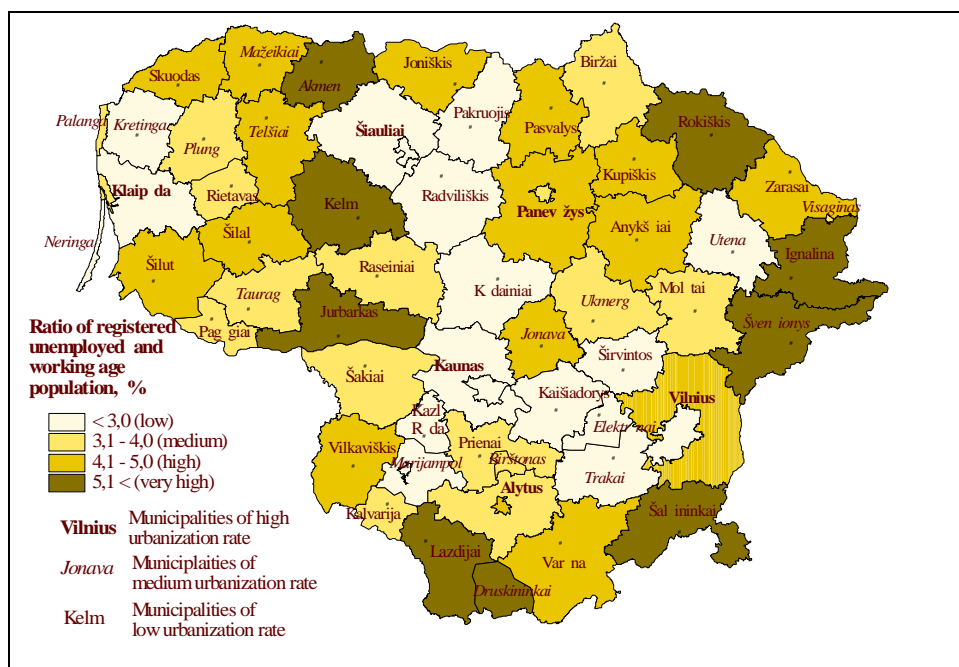 Mažeikiai
Skuodas
Akmen
Joniškis
Biržai
Palanga
Kretinga
Plung
Telšiai
Šiauliai
Pakruojis
Pasvalys
Rokiškis
Klaip da
Rietavas
Kelm
Radviliškis
Kupiškis
Zarasai
Visaginas
Panev žys
Neringa
Šilal
Anykš iai
Utena
Ignalina
Šilut
Raseiniai
Taurag
K dainiai
Ukmerg
Mol tai
Jurbarkas
Pag giai
Jonava
Šven ionys
Ratio of registered
unemployed and
working age
population, %
Širvintos
Kaunas
Šakiai
Kaišiadorys
Vilnius
< 3,0 (low)
3,1 - 4,0 (medium)
4,1 - 5,0 (high)
5,1 < (very high)
Kazl
R da
Elektr nai
Vilkaviškis
Prienai
Birštonas
Marijampol
Trakai
Alytus
Kalvarija
Šal ininkai
Lazdijai
Var na
Druskininkai
Vilnius Municipalities of high
urbanization rate
Jonava Municiplaities of
medium urbanization rate
Kelm Municipalities of
low urbanization rate